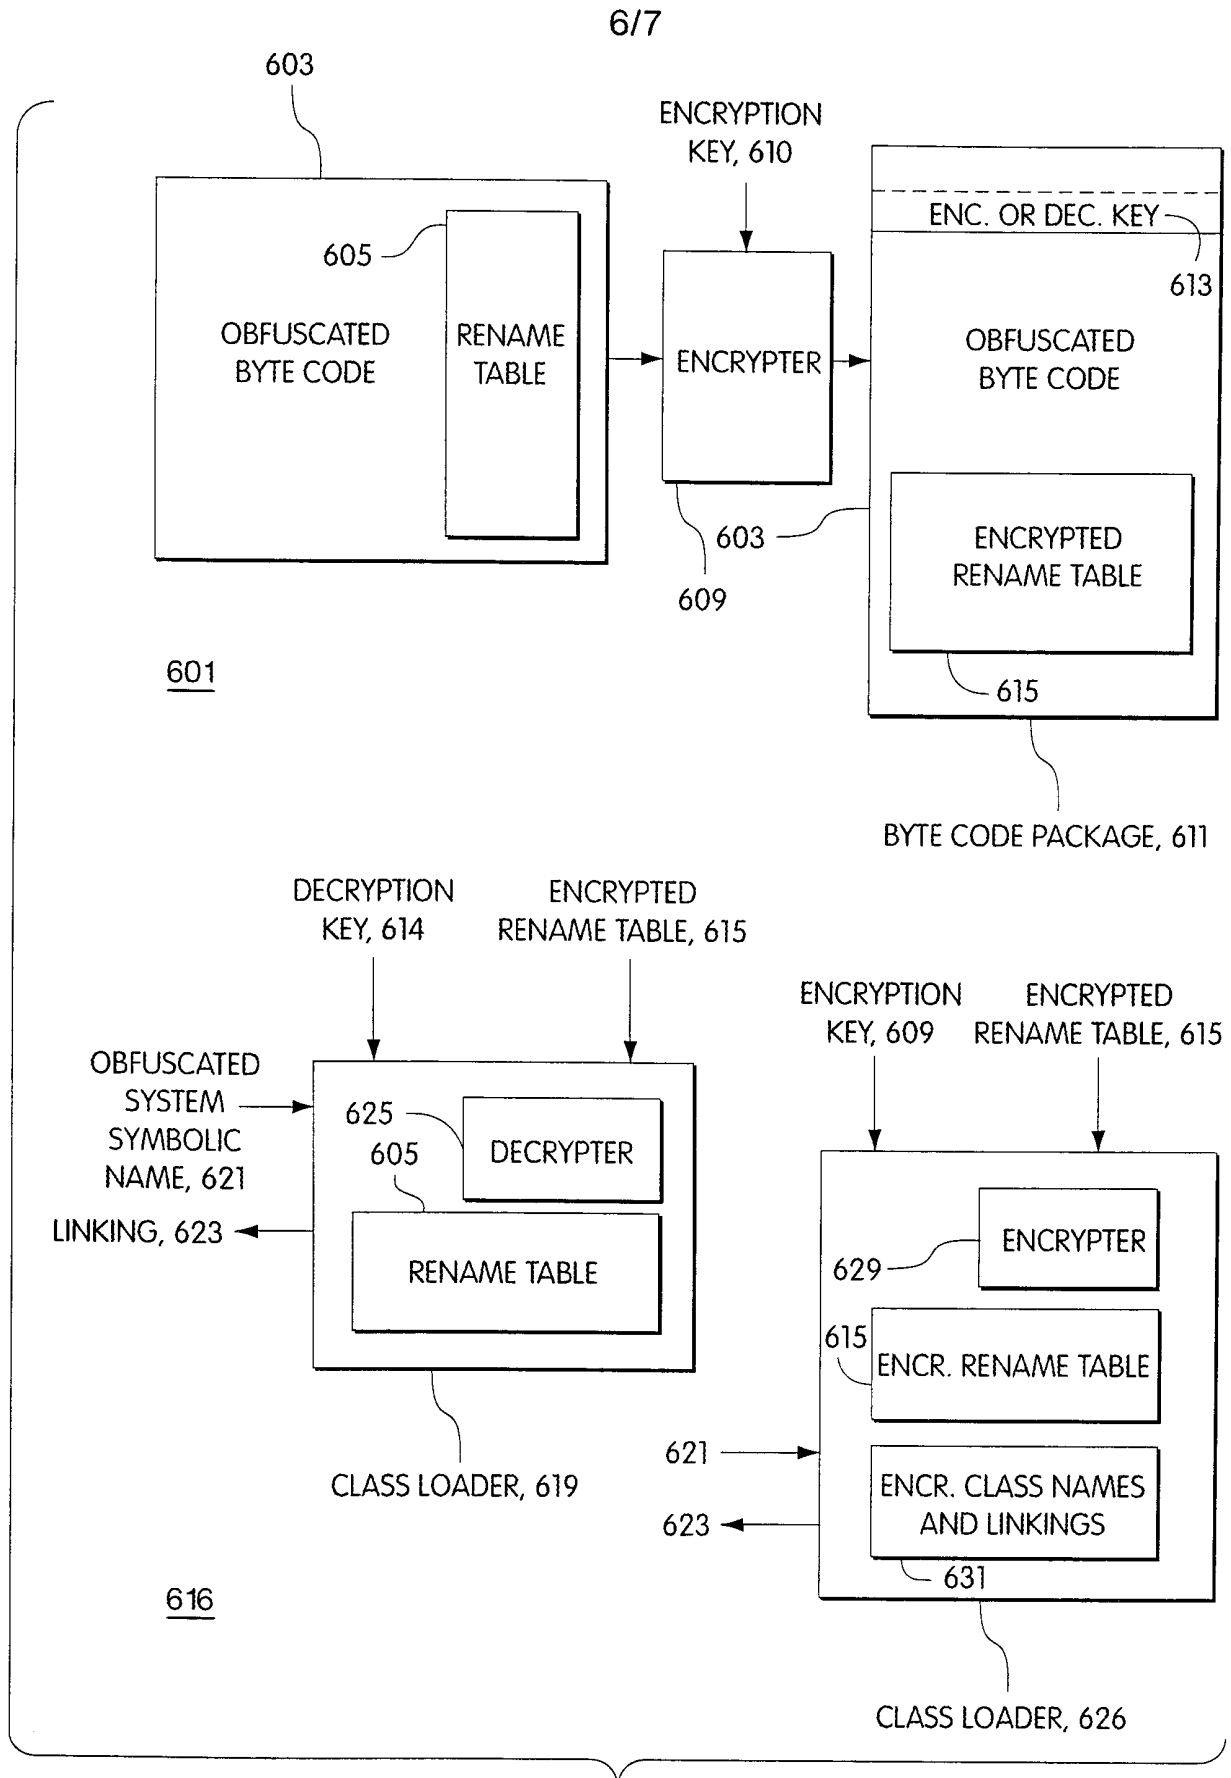 6/7
603
ENCRYPTION
KEY, 610
ENC. OR DEC. KEY
613
605
OBFUSCATED
BYTE CODE
RENAME
TABLE
ENCRYPTER
OBFUSCATED
BYTE CODE
603
609
ENCRYPTED
RENAME TABLE
615
601
BYTE CODE PACKAGE, 611
DECRYPTION
KEY, 614
ENCRYPTED
RENAME TABLE, 615
ENCRYPTION
KEY, 609
ENCRYPTED
RENAME TABLE, 615
OBFUSCATED
SYSTEM
SYMBOLIC
NAME, 621
LINKING, 623
625
DECRYPTER
605
RENAME TABLE
CLASS LOADER, 619
ENCRYPTER
629
615
ENCR. RENAME TABLE
621
623
ENCR. CLASS NAMES
AND LINKINGS
631
616
CLASS LOADER, 626